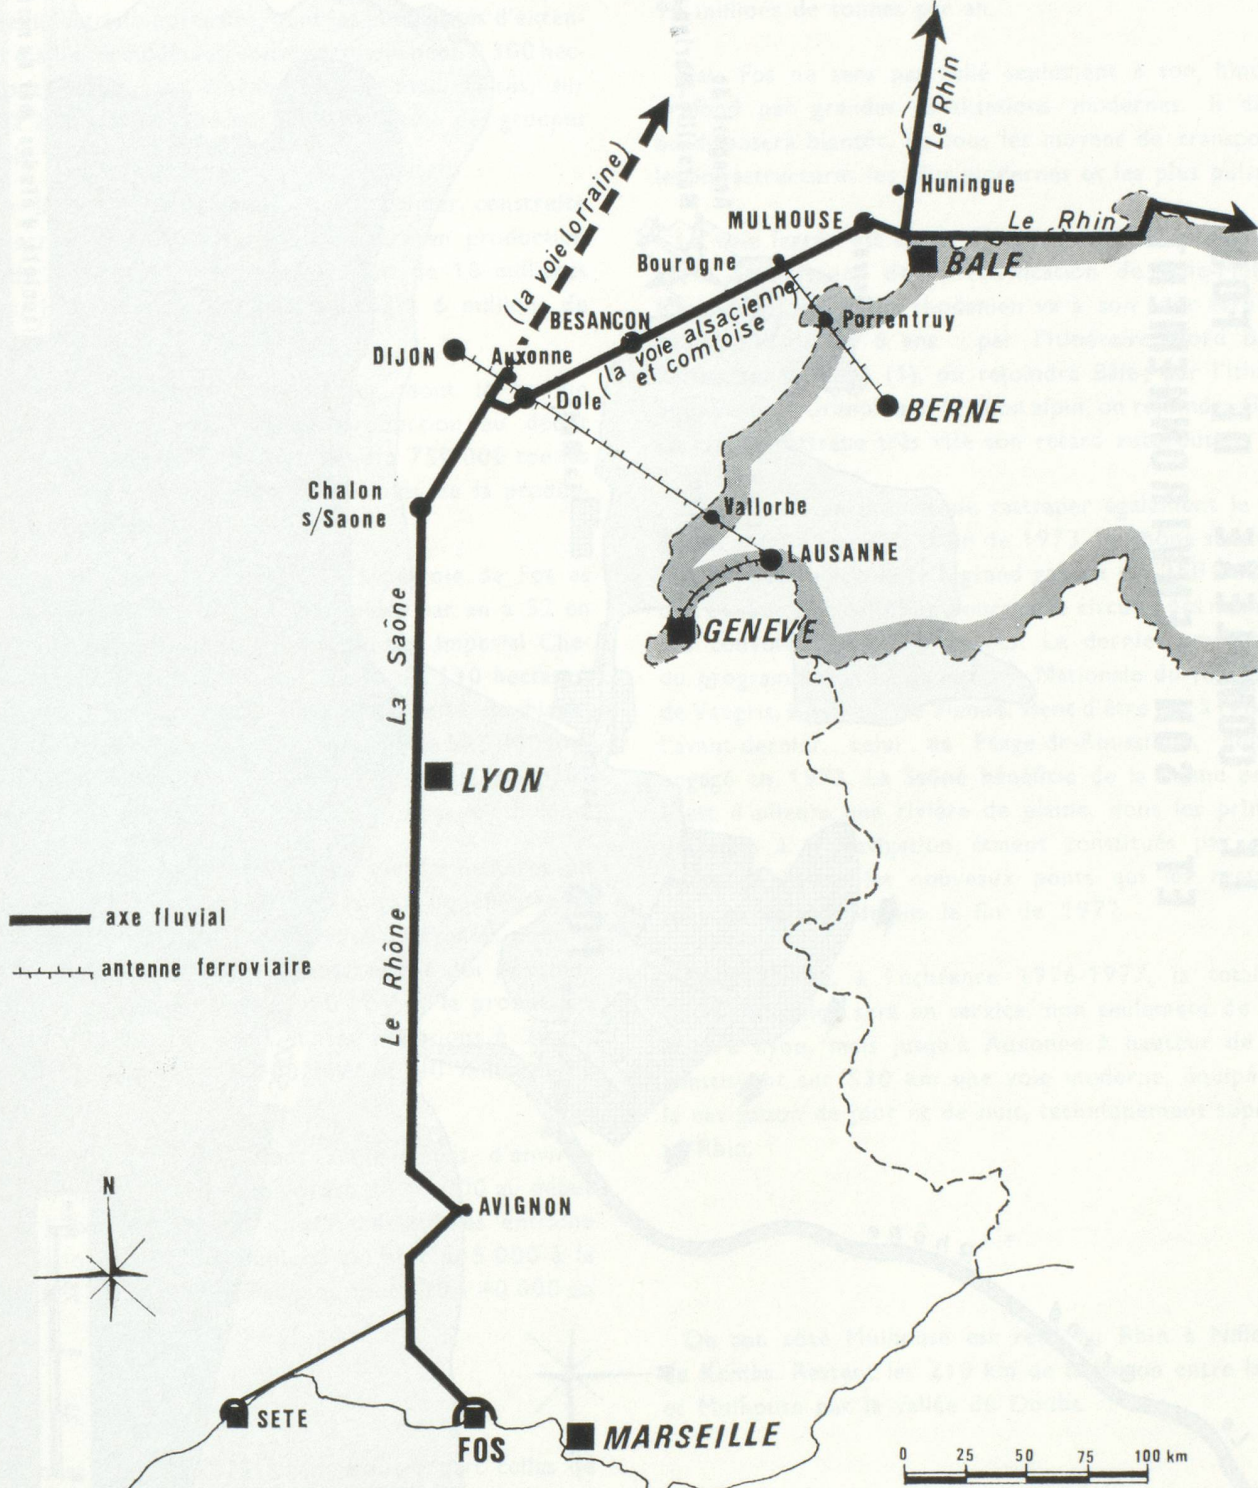 Le Rhin
Huningue
MULHOUSE
Le Rhin
Bourogne
BALE
(la voie lorraine)
BESANCON
(la voie alsacienne
et comtoise)
Porrentruy
DIJON
Auxonne
Dole
BERNE
Chalon
s/Saone
Vallorbe
LAUSANNE
La Saône
GENEVE
LYON
axe fluvial
antenne ferroviaire
Le Rhône
N
AVIGNON
SETE
FOS
MARSEILLE
0 25 50 75 100 km